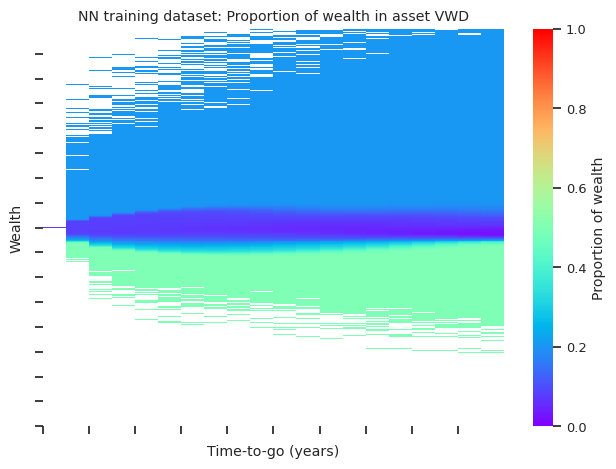 NN training dataset: Proportion of wealth in asset VWD
Wealth
Time-to-go (years)
1.0
0.8
0.6
0.4
0.2
0.0
Proportion of wealth